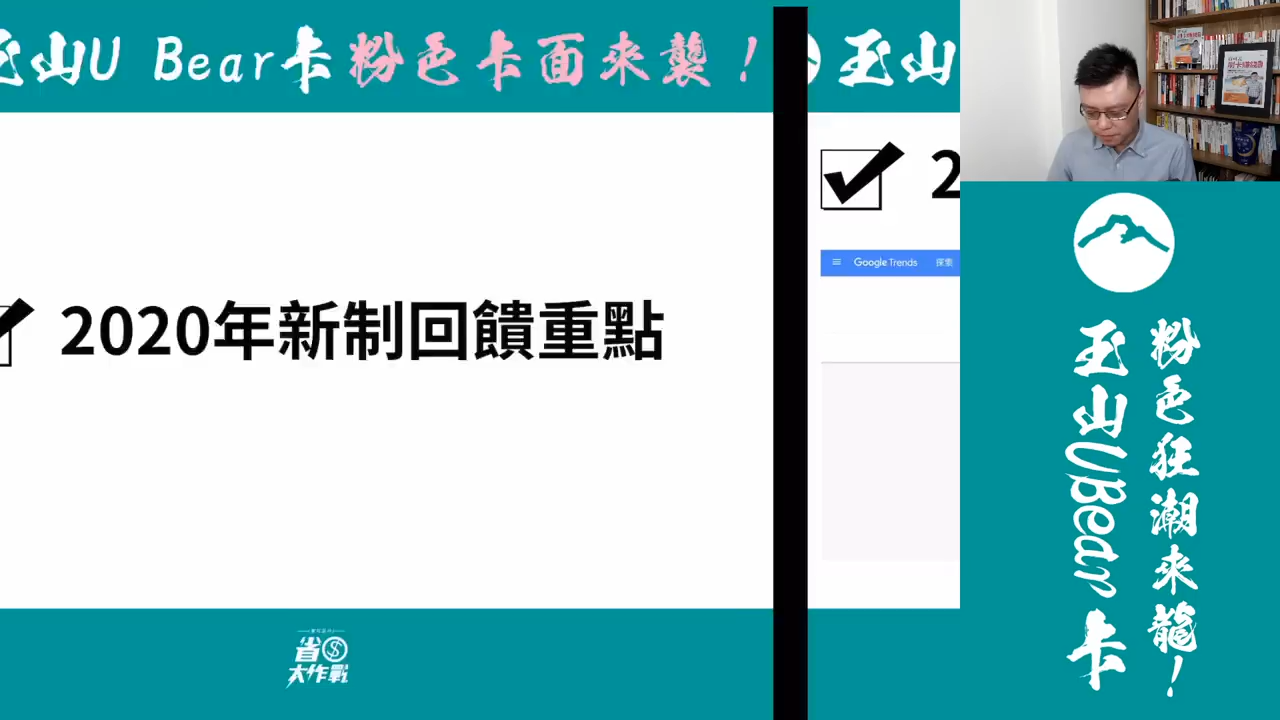 玉山U Bear卡粉色卡面來襲！
玉山
2020年新制回饋重點
2
Google Trends 探索
省
大作戰
粉色狂潮來龍！
玉山UBear卡